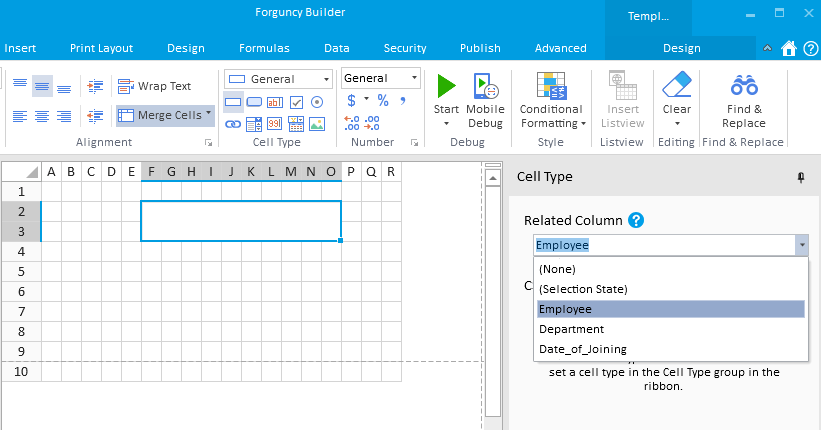 Forguncy Builder
Templ...
Insert Print Layout Design Formulas Data Security Publish Advanced Design
General General
Wrap Text
Merge Cells
$ % ,
Start Mobile Debug
Conditional Formatting
Insert Listview
Clear
Find & Replace
Alignment Cell Type Number Debug Style Listview Editing Find & Replace
A B C D E F G H I J K L M N O P Q R
1
2
3
4
5
6
7
8
9
10
Cell Type
Related Column ?
Employee
(None)
(Selection State)
Employee
Department
Date_of_Joining
set a cell type in the Cell Type group in the
ribbon.